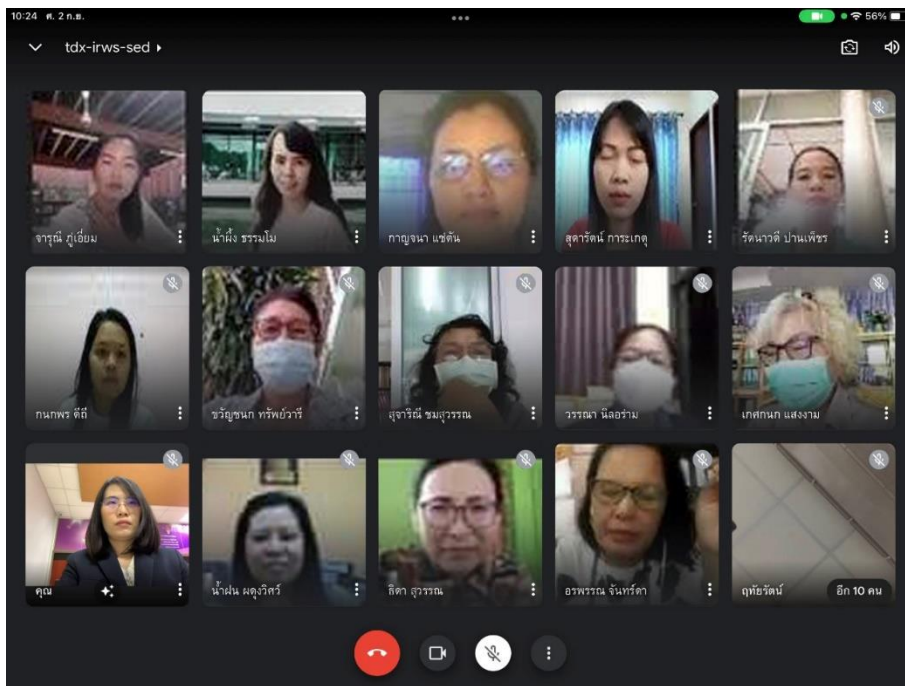 10:24 ศ. 2 ก.ย.
56%
tdx-irws-sed
จารุณี ภู่เอี่ยม
น้ำผึ้ง ธรรมโม
กาญจนา แซ่ตัน
สุดารัตน์ การะเกตุ
รัตนาวดี ปานเพ็ชร
กนกพร ดีถี
ขวัญชนก ทรัพย์วารี
สุจาริณี ชมสุวรรณ
วรรณา นิลอร่าม
เกศกนก แสงงาม
คุณ
น้ำฝน ผดุงวิศว์
ธิดา สุวรรณ
อรพรรณ จันทร์ดา
ฤทัยรัตน์
อีก 10 คน